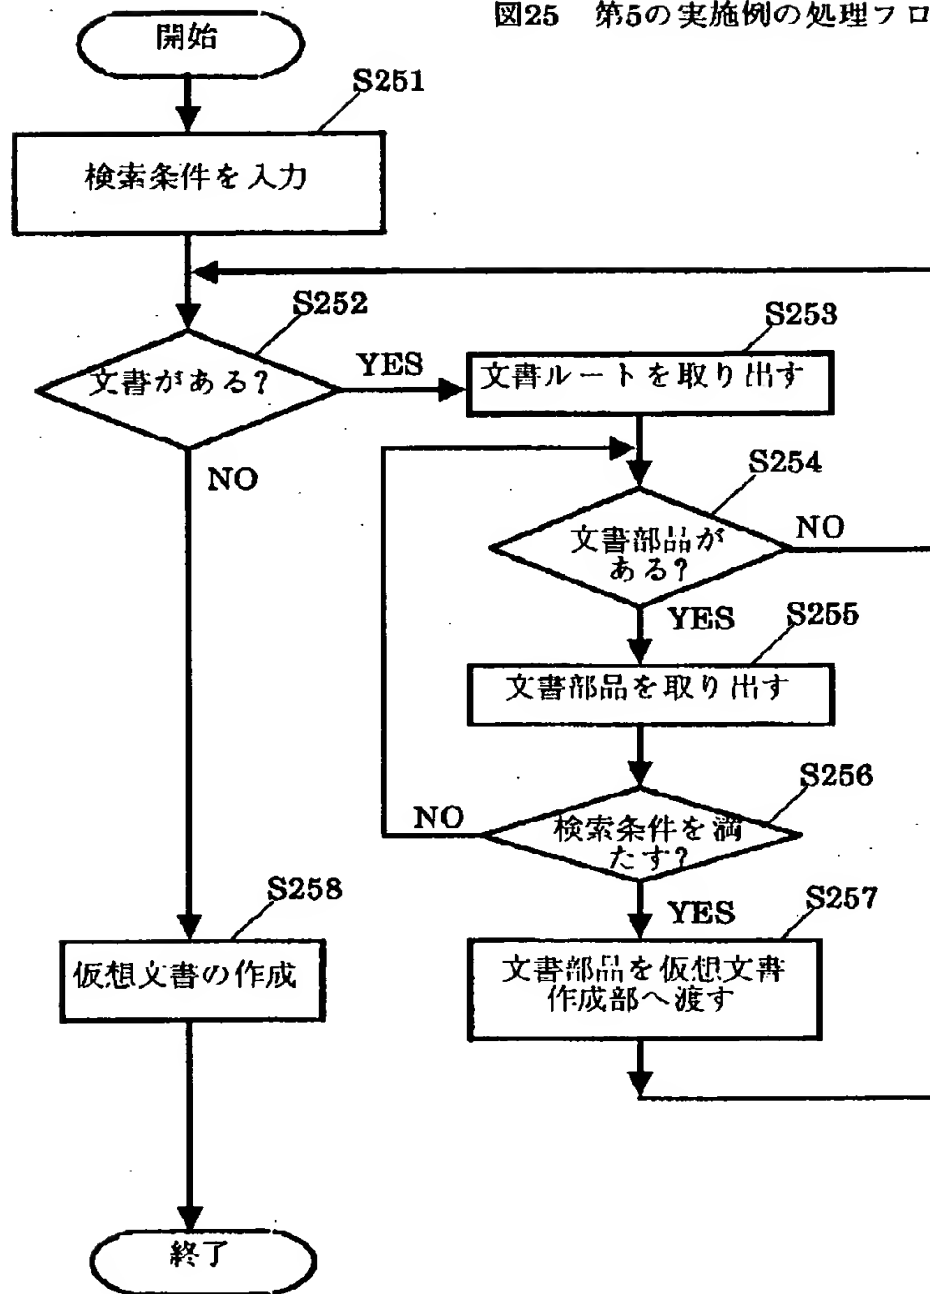 図25 第5の実施例の処理フロ
開始
S251
検索条件を入力
S252
文書がある?
YES
NO
S253
文書ルートを取り出す
S254
文書部品が
ある?
NO
YES
S255
文書部品を取り出す
S256
検索条件を満
たす?
NO
YES
S257
文書部品を仮想文書
作成部へ渡す
S258
仮想文書の作成
終了